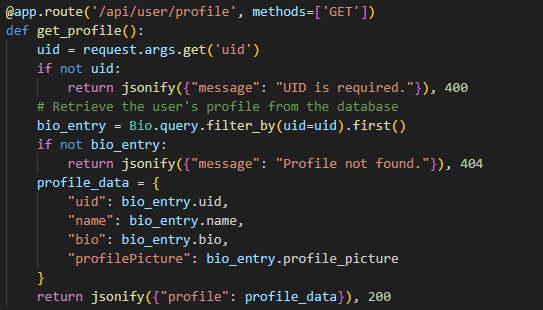 @app.route('/api/user/profile', methods=['GET'])
def get_profile():
    uid = request.args.get('uid')
    if not uid:
        return jsonify({"message": "UID is required."}), 400
    # Retrieve the user's profile from the database
    bio_entry = Bio.query.filter_by(uid=uid).first()
    if not bio_entry:
        return jsonify({"message": "Profile not found."}), 404
    profile_data = {
        "uid": bio_entry.uid,
        "name": bio_entry.name,
        "bio": bio_entry.bio,
        "profilePicture": bio_entry.profile_picture
    }
    return jsonify({"profile": profile_data}), 200